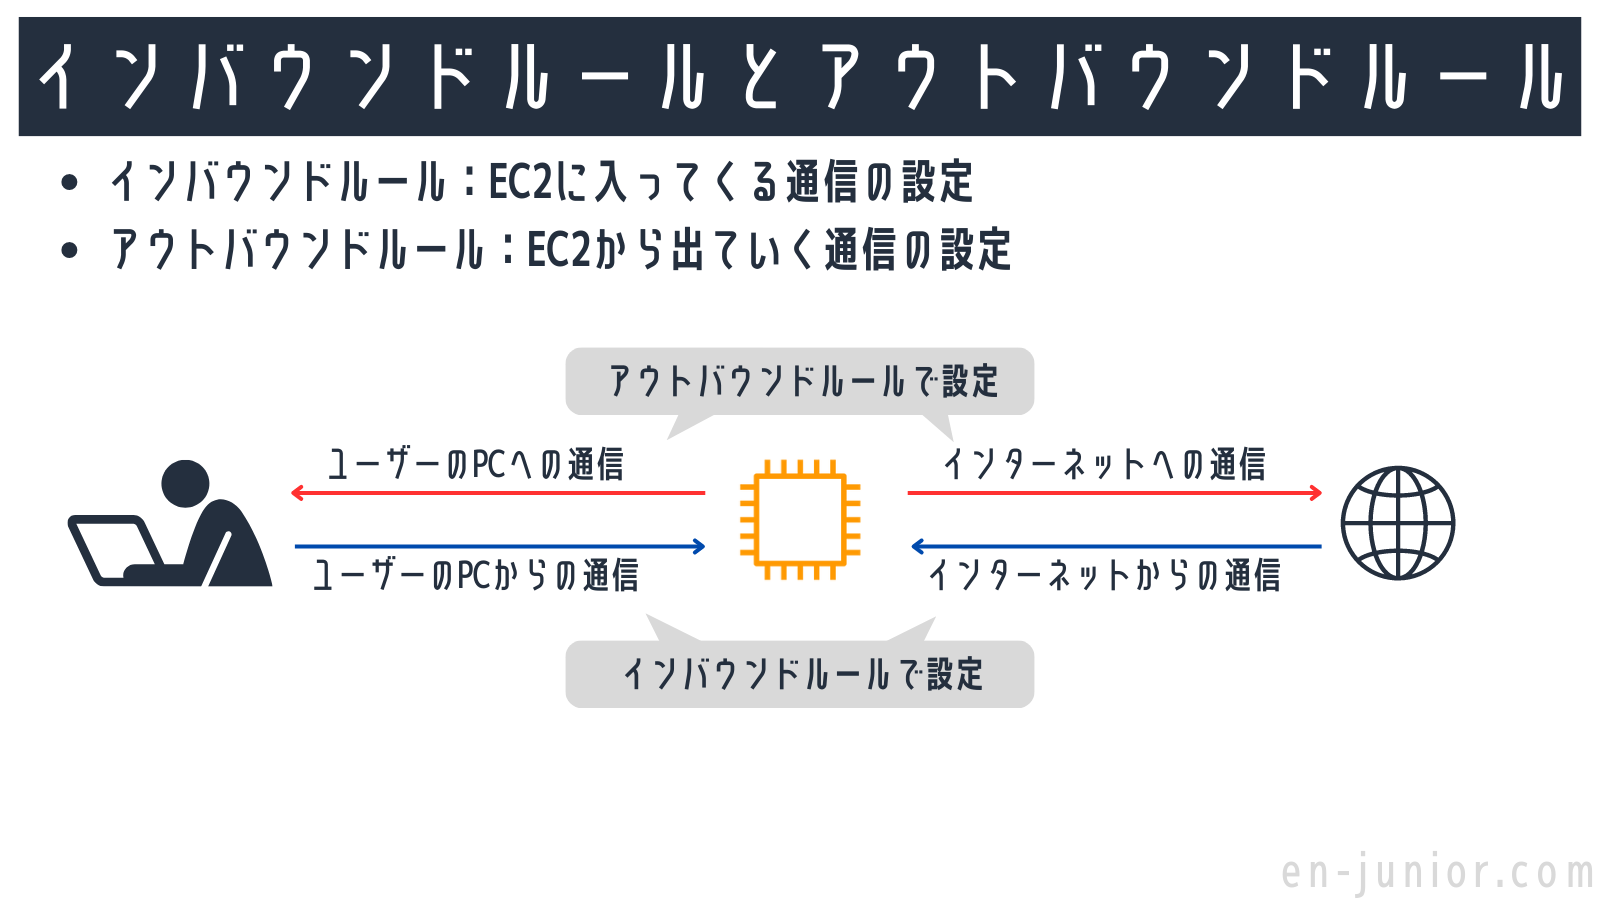 インバウンドルールとアウトバウンドルール
• インバウンドルール：EC2に入ってくる通信の設定
• アウトバウンドルール：EC2から出ていく通信の設定
アウトバウンドルールで設定
ユーザーのPCへの通信
インターネットへの通信
ユーザーのPCからの通信
インターネットからの通信
インバウンドルールで設定
en-junior.com